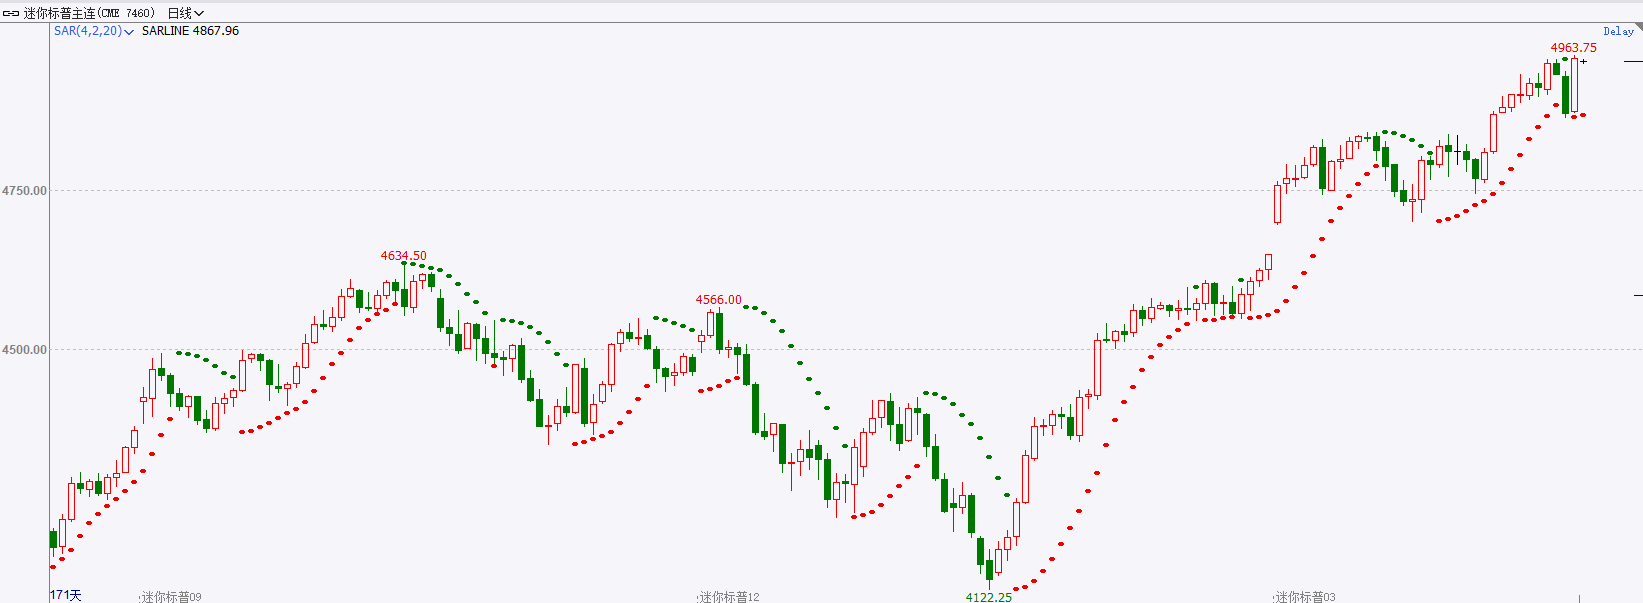 迷你标普主连(CME 7460) 日线
SAR(4,2,20) SARLINE 4867.96
Delay
4963.75
4750.00
4634.50
4566.00
4500.00
4122.25
171天
迷你标普09
迷你标普12
迷你标普03